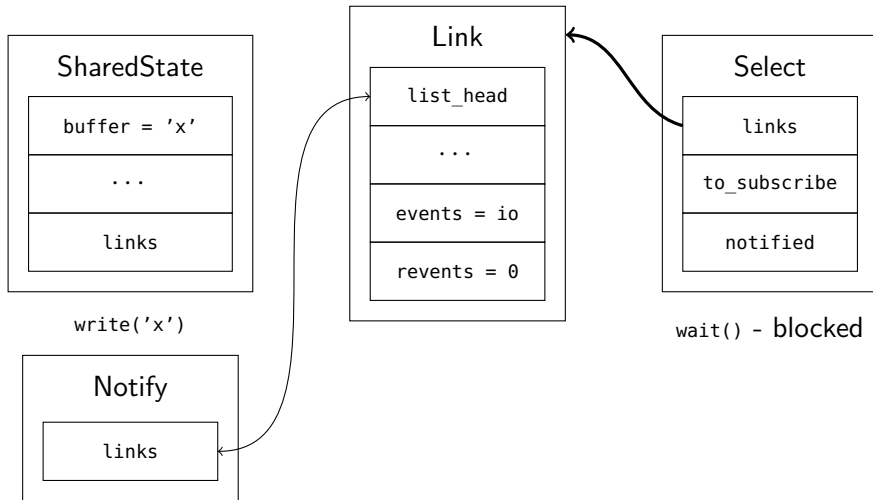 SharedState
buffer = ’x’
...
links
write(’x’)
Notify
links
Link
list_head
...
events = io
revents = 0
Select
links
to_subscribe
notified
wait() - blocked